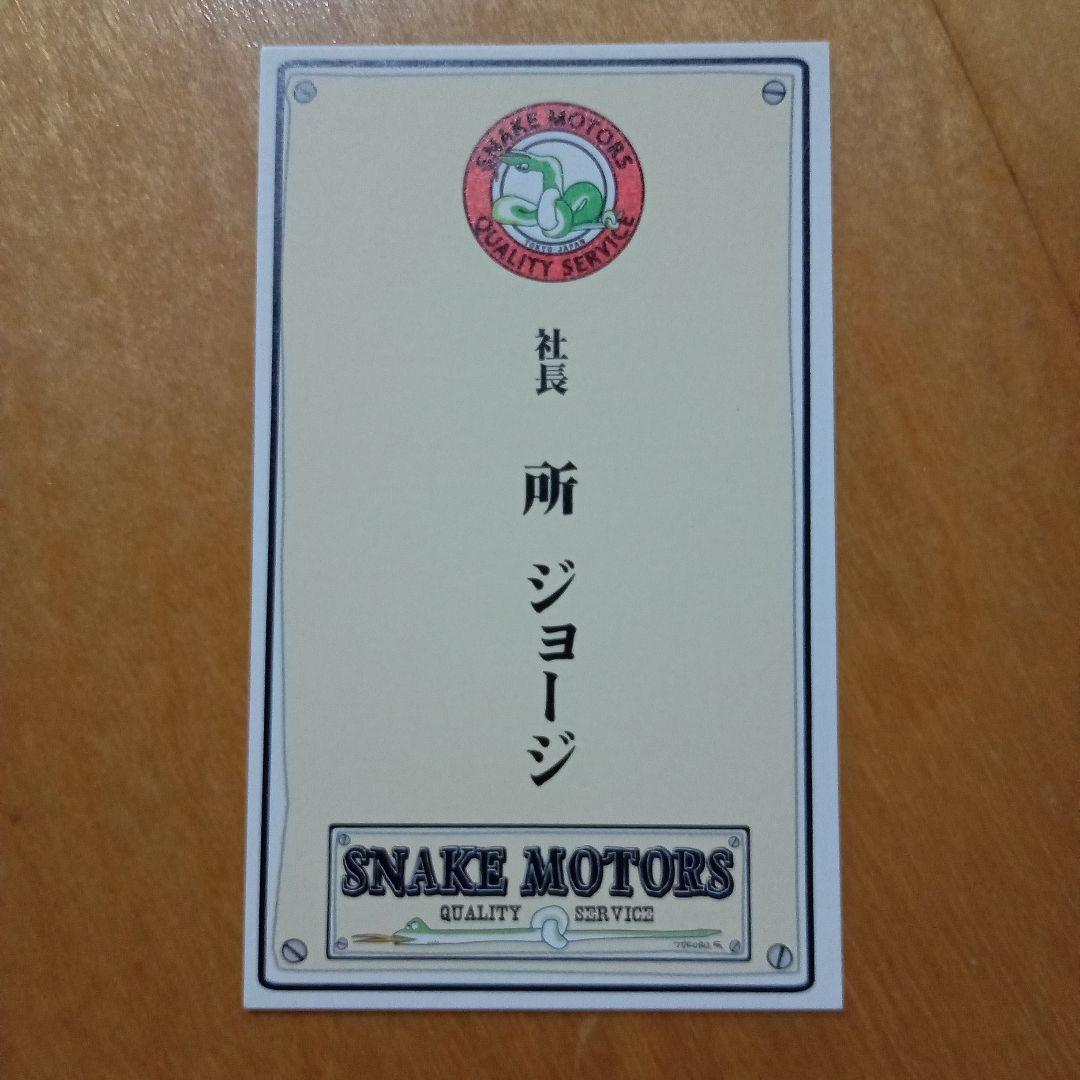 SNAKE MOTORS
TOKYO JAPAN
QUALITY SERVICE
社長
所 ジョージ
SNAKE MOTORS
QUALITY SERVICE